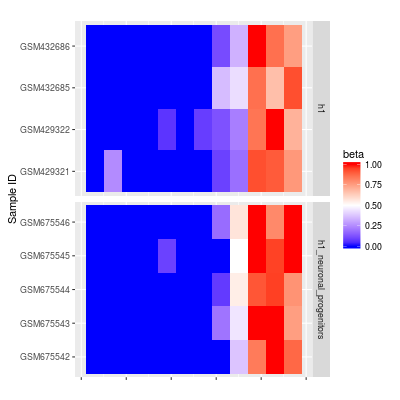 GSM432686
GSM432685
GSM429322
GSM429321
h1
GSM675546
GSM675545
GSM675544
GSM675543
GSM675542
h1_neuronal_progenitors
Sample ID
beta
1.00
0.75
0.50
0.25
0.00